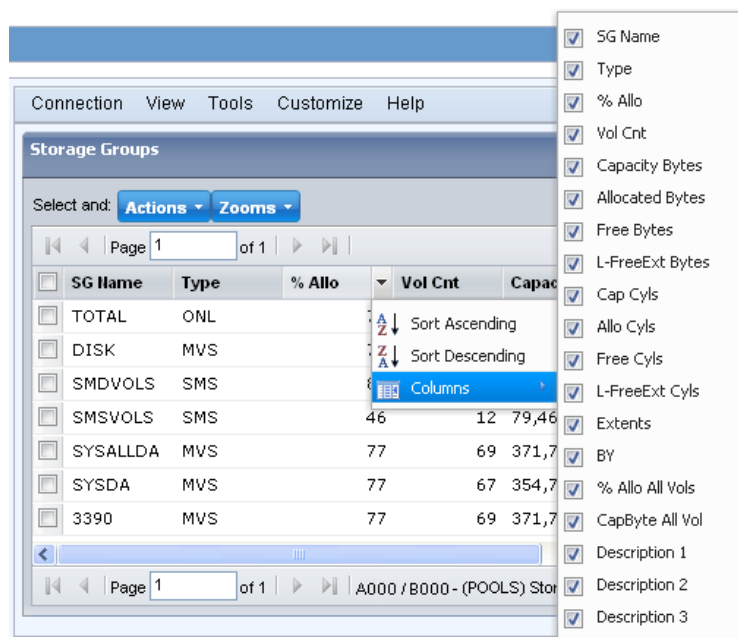 Connection View Tools Customize Help
Storage Groups
Select and: Actions Zooms
Page 1 of 1
SG Name Type % Allo Vol Cnt Capac
TOTAL ONL
DISK MVS
SMDVOLS SMS
SMSVOLS SMS 46 12 79,46
SYSALLDA MVS 77 69 371,7
SYSDA MVS 77 67 354,7
3390 MVS 77 69 371,7
Page 1 of 1 A000 / B000 - (POOLS) Stor
Sort Ascending
Sort Descending
Columns
SG Name
Type
% Allo
Vol Cnt
Capacity Bytes
Allocated Bytes
Free Bytes
L-FreeExt Bytes
Cap Cyls
Allo Cyls
Free Cyls
L-FreeExt Cyls
Extents
BY
% Allo All Vols
CapByte All Vol
Description 1
Description 2
Description 3